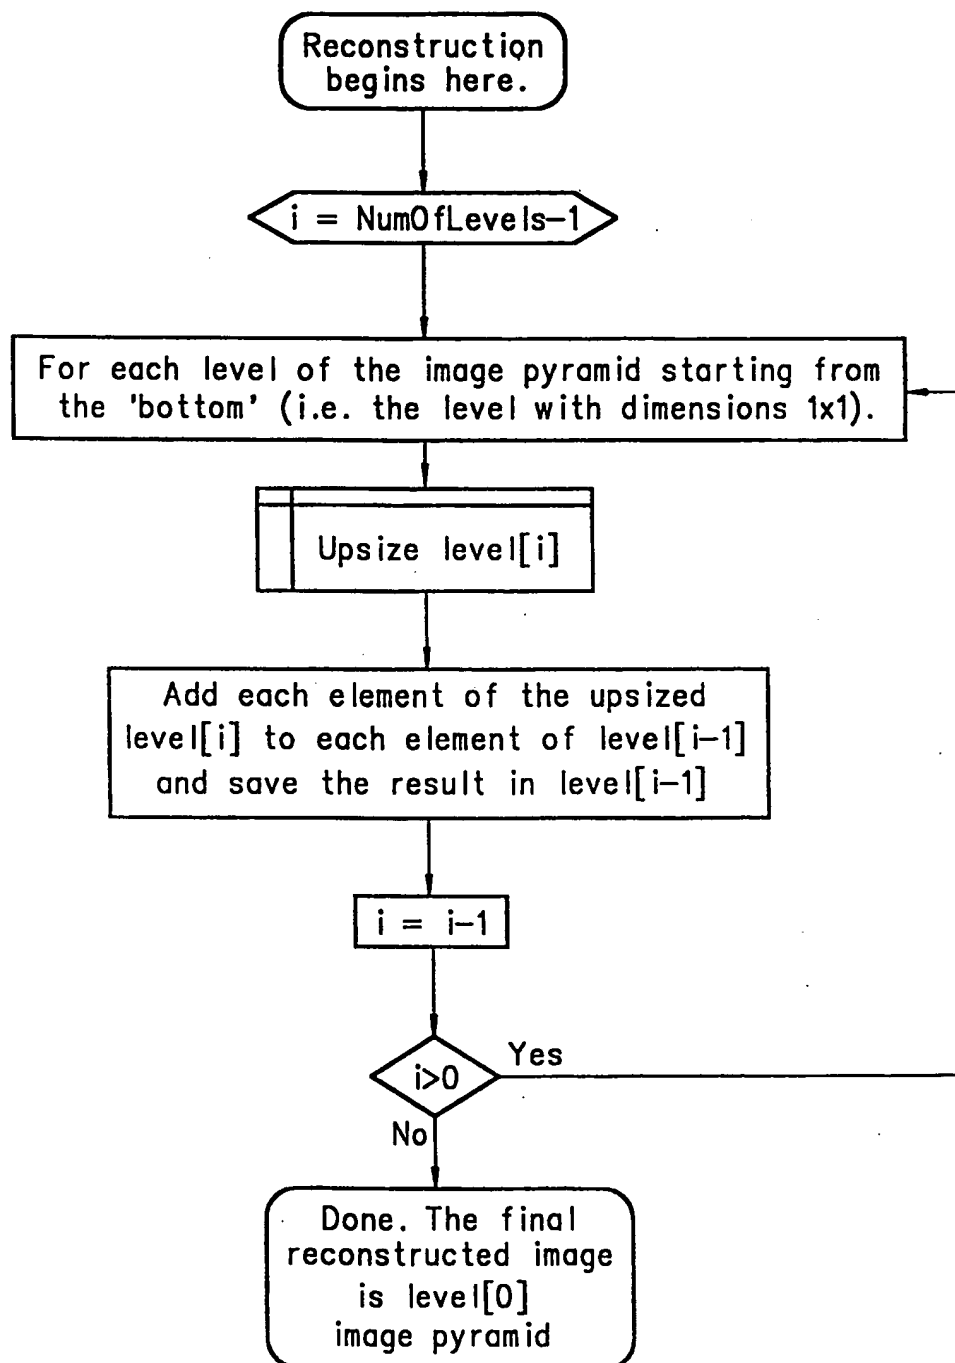 Reconstruction
begins here.
i = NumOfLevels-1
For each level of the image pyramid starting from
the 'bottom' (i.e. the level with dimensions 1x1).
Upsize level[i]
Add each element of the upsized
level[i] to each element of level[i-1]
and save the result in level[i-1]
i = i-1
i>0
Yes
No
Done. The final
reconstructed image
is level[0]
image pyramid